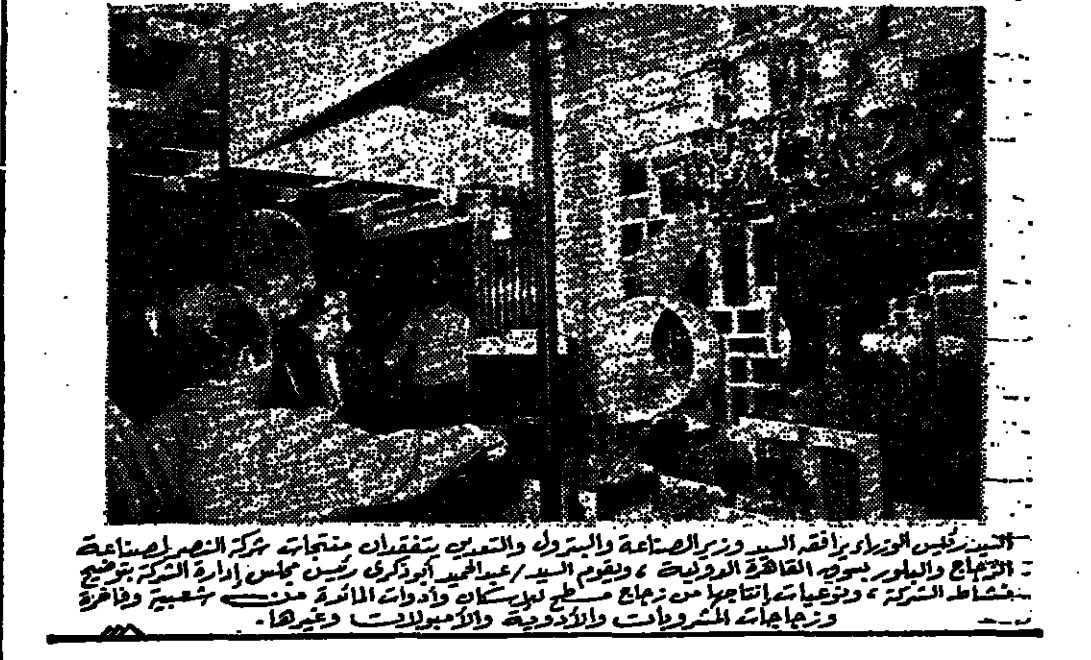 السيد رئيس الوزراء يرافقه السيد وزير الصناعة والبترول والتعدين يتفقدان منتجات شركة النصر لصناعة
الزجاج والبلور بسوق القاهرة الدولية ، ويقوم السيد / عبدالحميد أبوذكرى رئيس مجلس إدارة الشركة بتوضيح
نشاط الشركة ، ونوعيات إنتاجها من زجاج مسطح للإسكان وأدوات المائدة من شعبية وفاخرة
وزجاجات المشروبات والأدوية والأمبولات وغيرها .